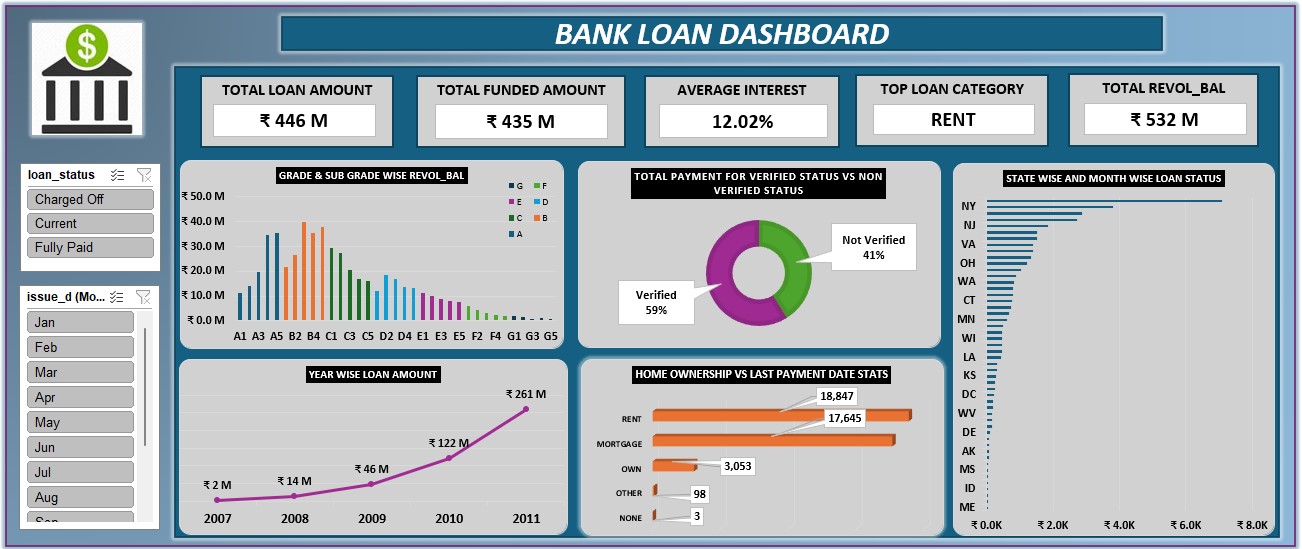 $
BANK LOAN DASHBOARD
TOTAL LOAN AMOUNT
₹ 446 M
TOTAL FUNDED AMOUNT
₹ 435 M
AVERAGE INTEREST
12.02%
TOP LOAN CATEGORY
RENT
TOTAL REVOL_BAL
₹ 532 M
loan_status
Charged Off
Current
Fully Paid
issue_d (Mo...
Jan
Feb
Mar
Apr
May
Jun
Jul
Aug
Sep
GRADE & SUB GRADE WISE REVOL_BAL
G F
E D
C B
A
₹ 50.0 M
₹ 40.0 M
₹ 30.0 M
₹ 20.0 M
₹ 10.0 M
₹ 0.0 M
A1 A3 A5 B2 B4 C1 C3 C5 D2 D4 E1 E3 E5 F2 F4 G1 G3 G5
TOTAL PAYMENT FOR VERIFIED STATUS VS NON
VERIFIED STATUS
Not Verified
41%
Verified
59%
STATE WISE AND MONTH WISE LOAN STATUS
NY
NJ
VA
OH
WA
CT
MN
WI
LA
KS
DC
WV
DE
AK
MS
ID
ME
₹ 0.0K ₹ 2.0K ₹ 4.0K ₹ 6.0K ₹ 8.0K
YEAR WISE LOAN AMOUNT
₹ 2 M
₹ 14 M
₹ 46 M
₹ 122 M
₹ 261 M
2007 2008 2009 2010 2011
HOME OWNERSHIP VS LAST PAYMENT DATE STATS
RENT
18,847
MORTGAGE
17,645
OWN
3,053
OTHER
98
NONE
3